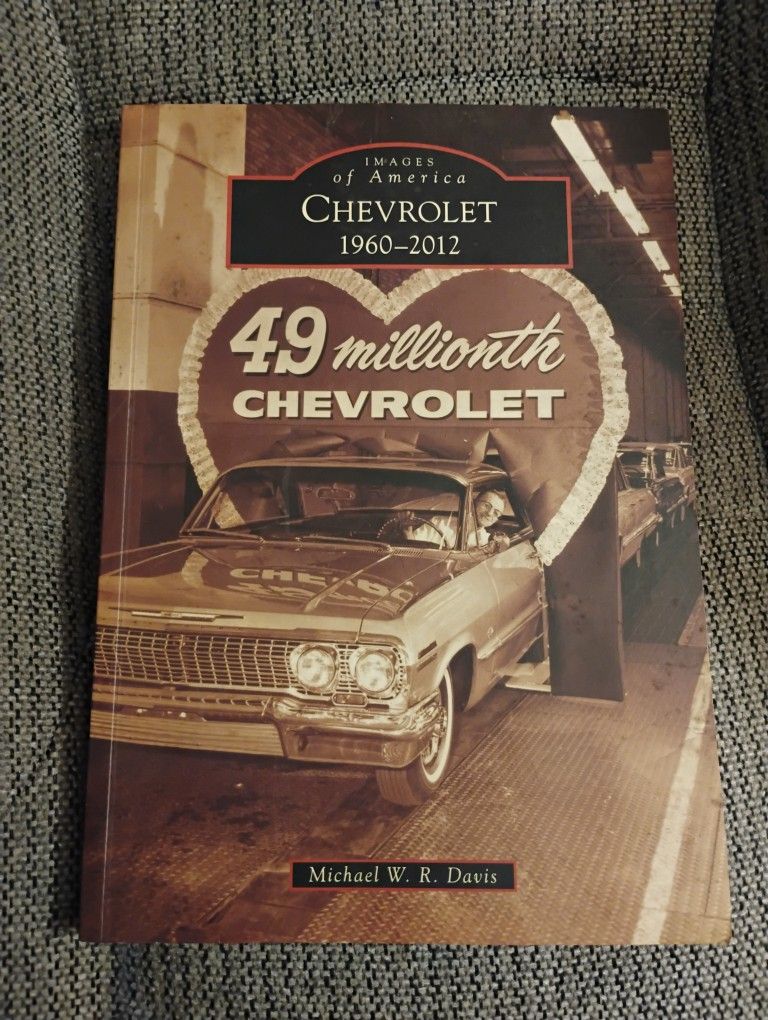 IMAGES
of America
CHEVROLET
1960–2012
49 millionth
CHEVROLET
Michael W. R. Davis